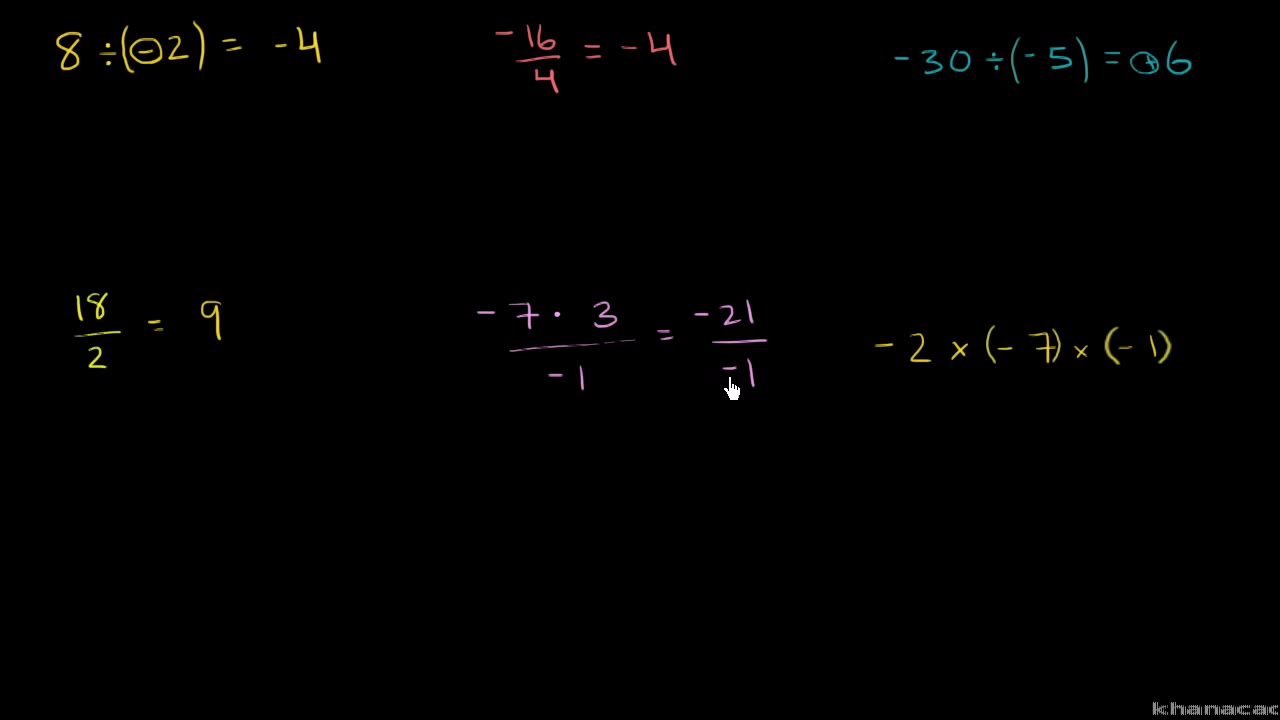 8 ÷ (-2) = -4
-16/4 = -4
-30 ÷ (-5) = +6
18/2 = 9
-7 · 3/-1 = -21/-1
-2 × (-7) × (-1)
khanacac